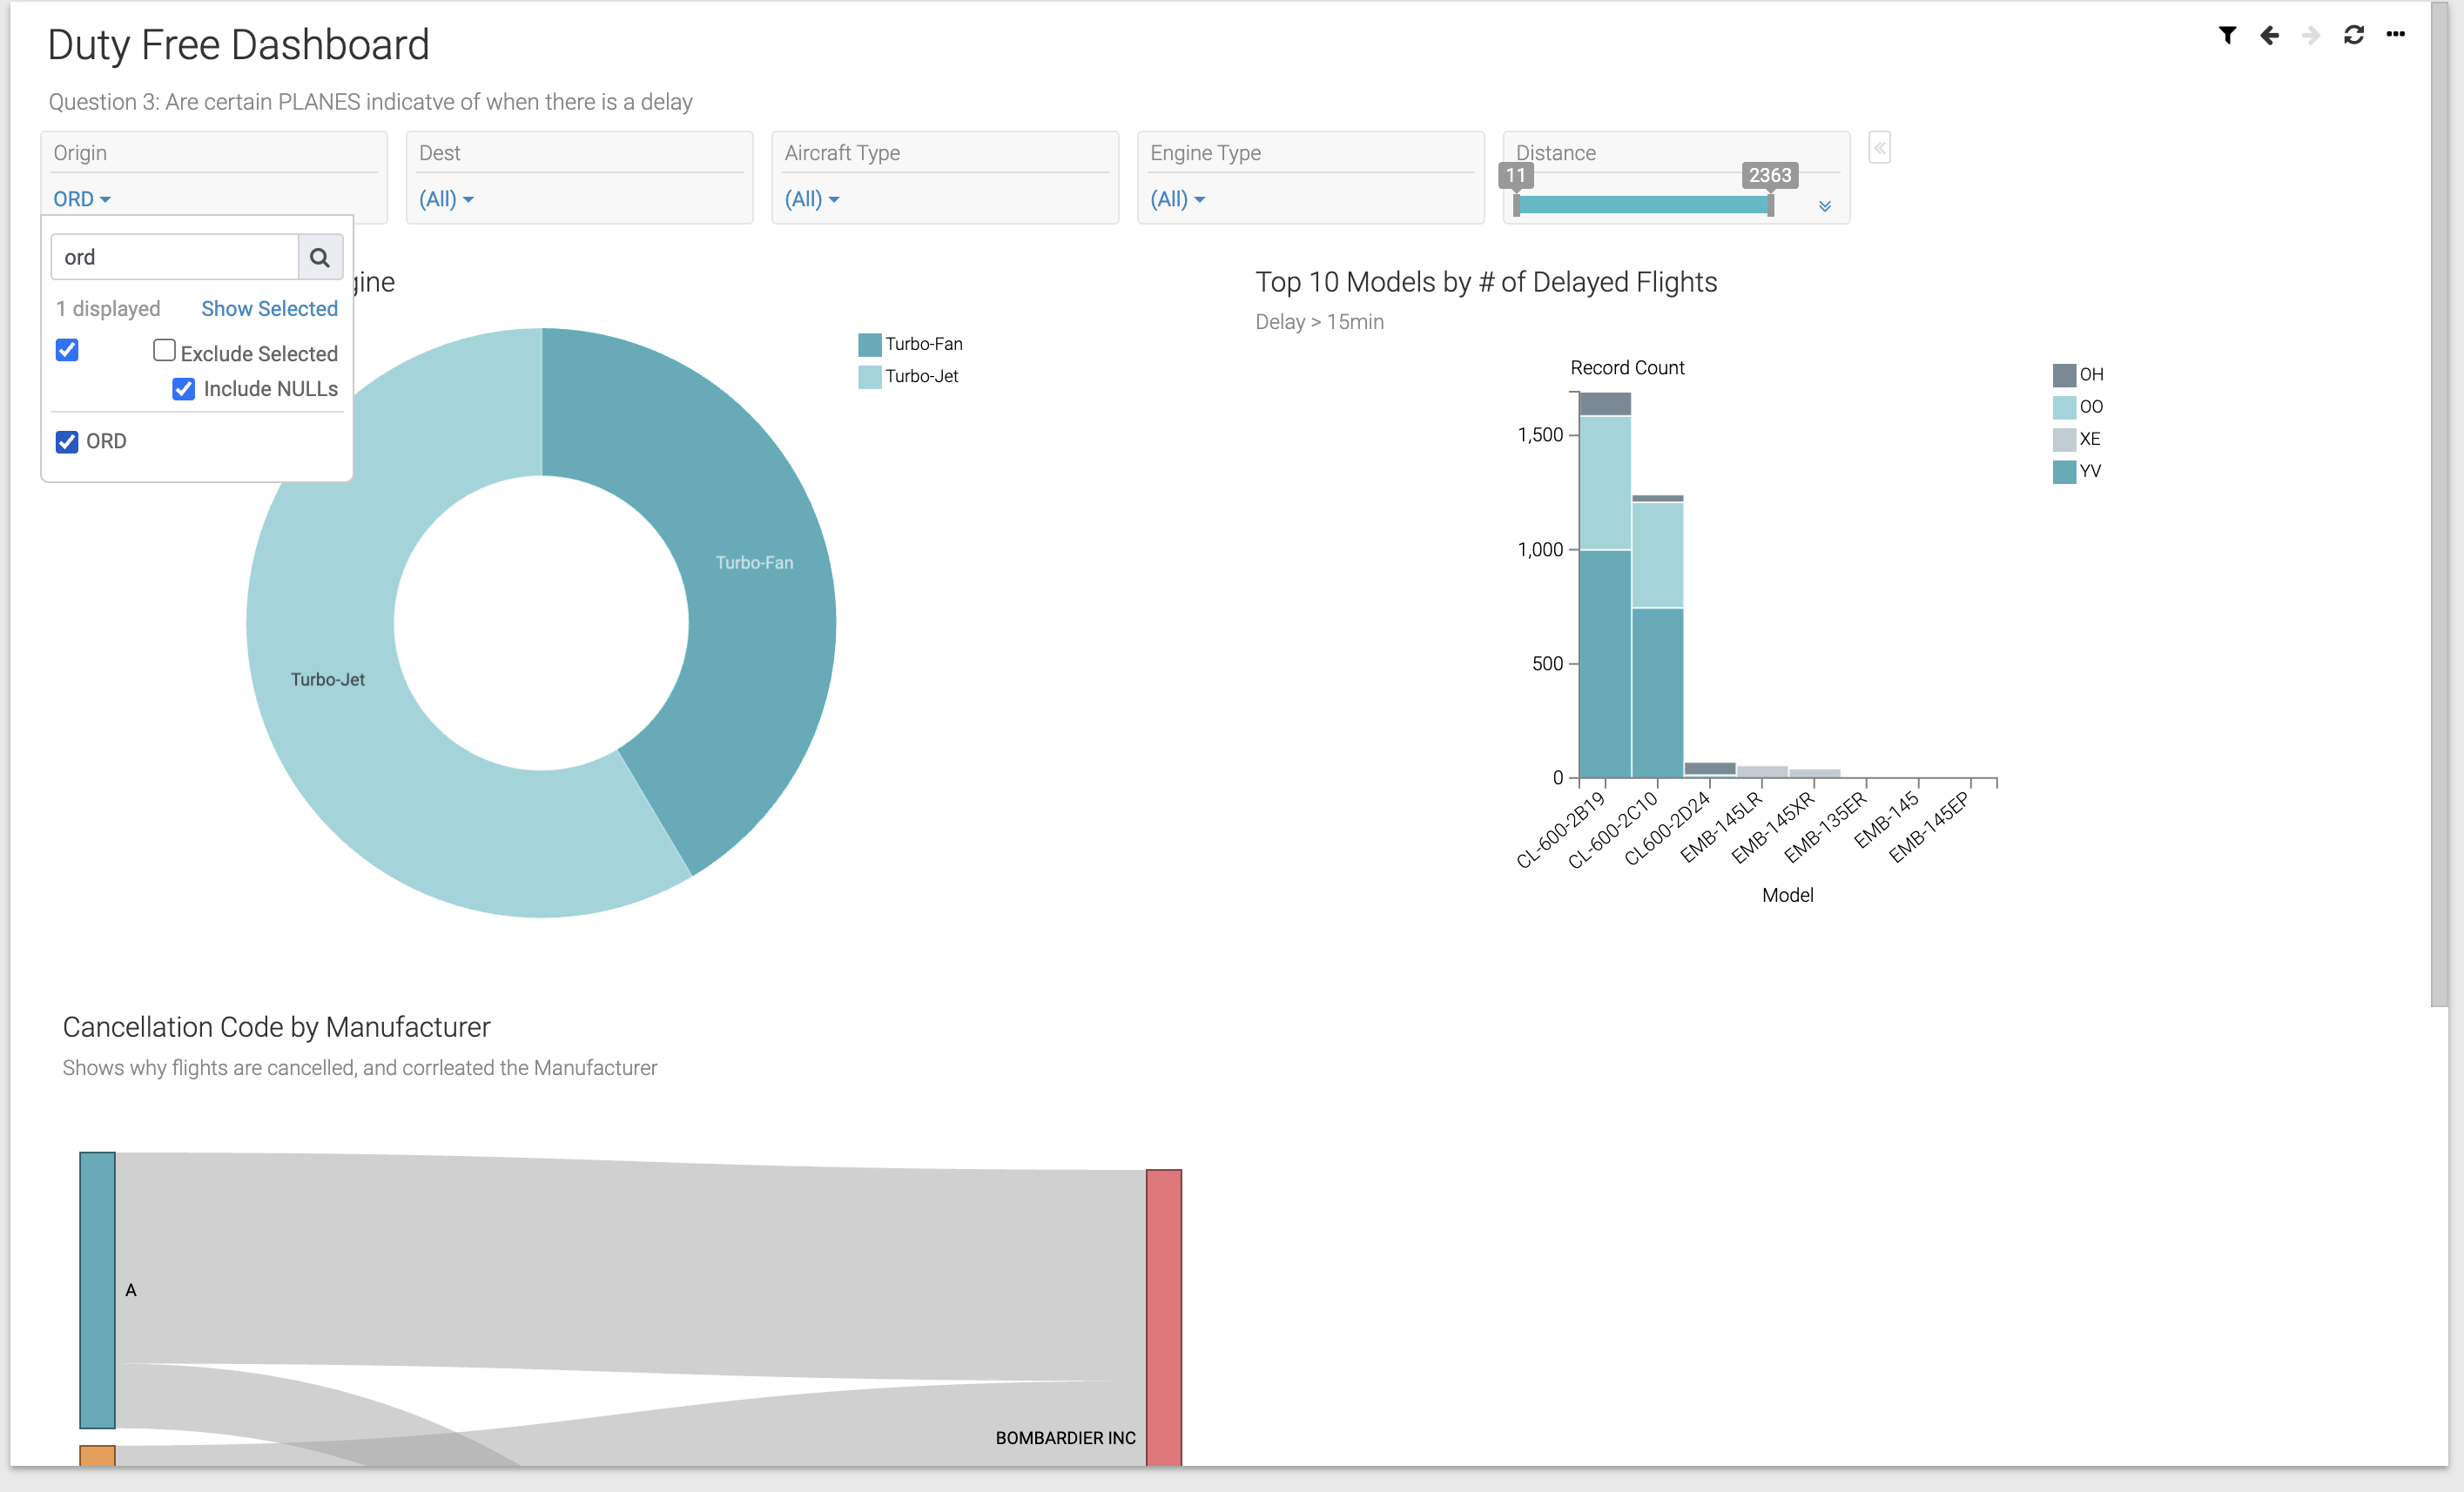 Duty Free Dashboard
Question 3: Are certain PLANES indicatve of when there is a delay
Origin
ORD
Dest
(All)
Aircraft Type
(All)
Engine Type
(All)
Distance
11
2363
ord
1 displayed
Show Selected
Exclude Selected
Include NULLs
ORD
gine
Turbo-Fan
Turbo-Jet
Turbo-Fan
Turbo-Jet
Top 10 Models by # of Delayed Flights
Delay > 15min
Record Count
OH
OO
XE
YV
1,500
1,000
500
0
CL-600-2B19
CL-600-2C10
CL600-2D24
EMB-145LR
EMB-145XR
EMB-135ER
EMB-145
EMB-145EP
Model
Cancellation Code by Manufacturer
Shows why flights are cancelled, and corrleated the Manufacturer
A
BOMBARDIER INC